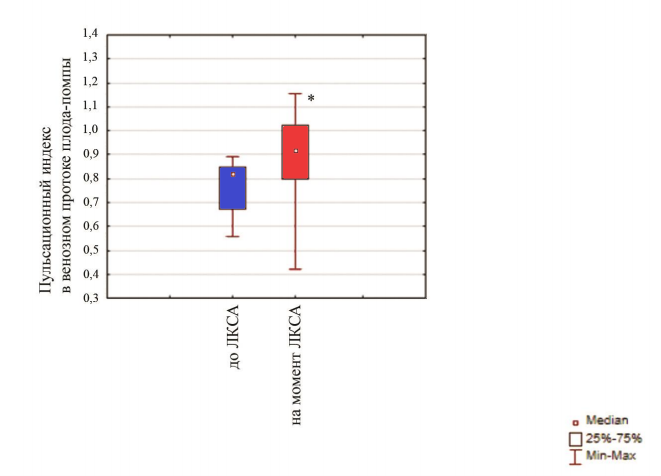 Пульсационный индекс
в венозном протоке плода-помпы
1,4
1,3
1,2
1,1
1,0
0,9
0,8
0,7
0,6
0,5
0,4
0,3
*
до ЛКСА
на момент ЛКСА
Median
25%-75%
Min-Max